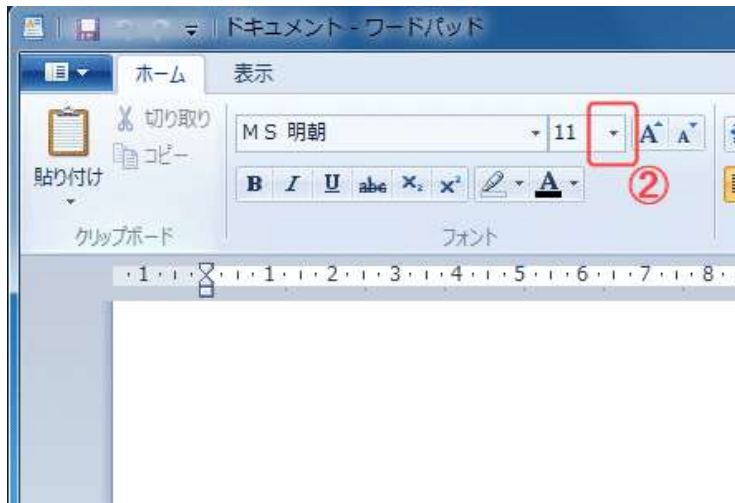 ドキュメント - ワードパッド
ホーム 表示
切り取り
コピー
貼り付け
クリップボード
ＭＳ 明朝 11 A A
B I U abc X₂ X² A
②
フォント
·1· · · ·1· · ·2· · ·3· · ·4· · ·5· · ·6· · ·7· · ·8·